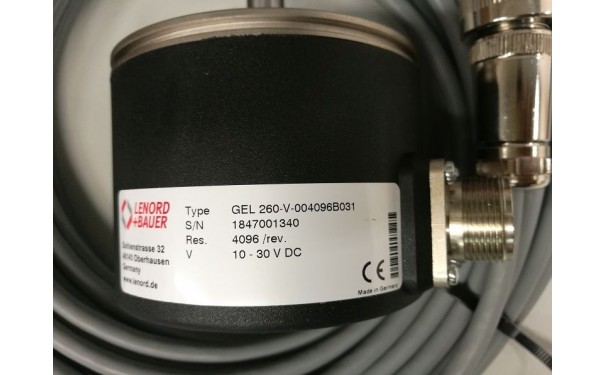 LENORD
+BAUER
Dohlenstrasse 32
46145 Oberhausen
Germany
www.lenord.de
Type GEL 260-V-004096B031
S/N 1847001340
Res. 4096 /rev.
V 10 - 30 V DC
CE
Made in Germany